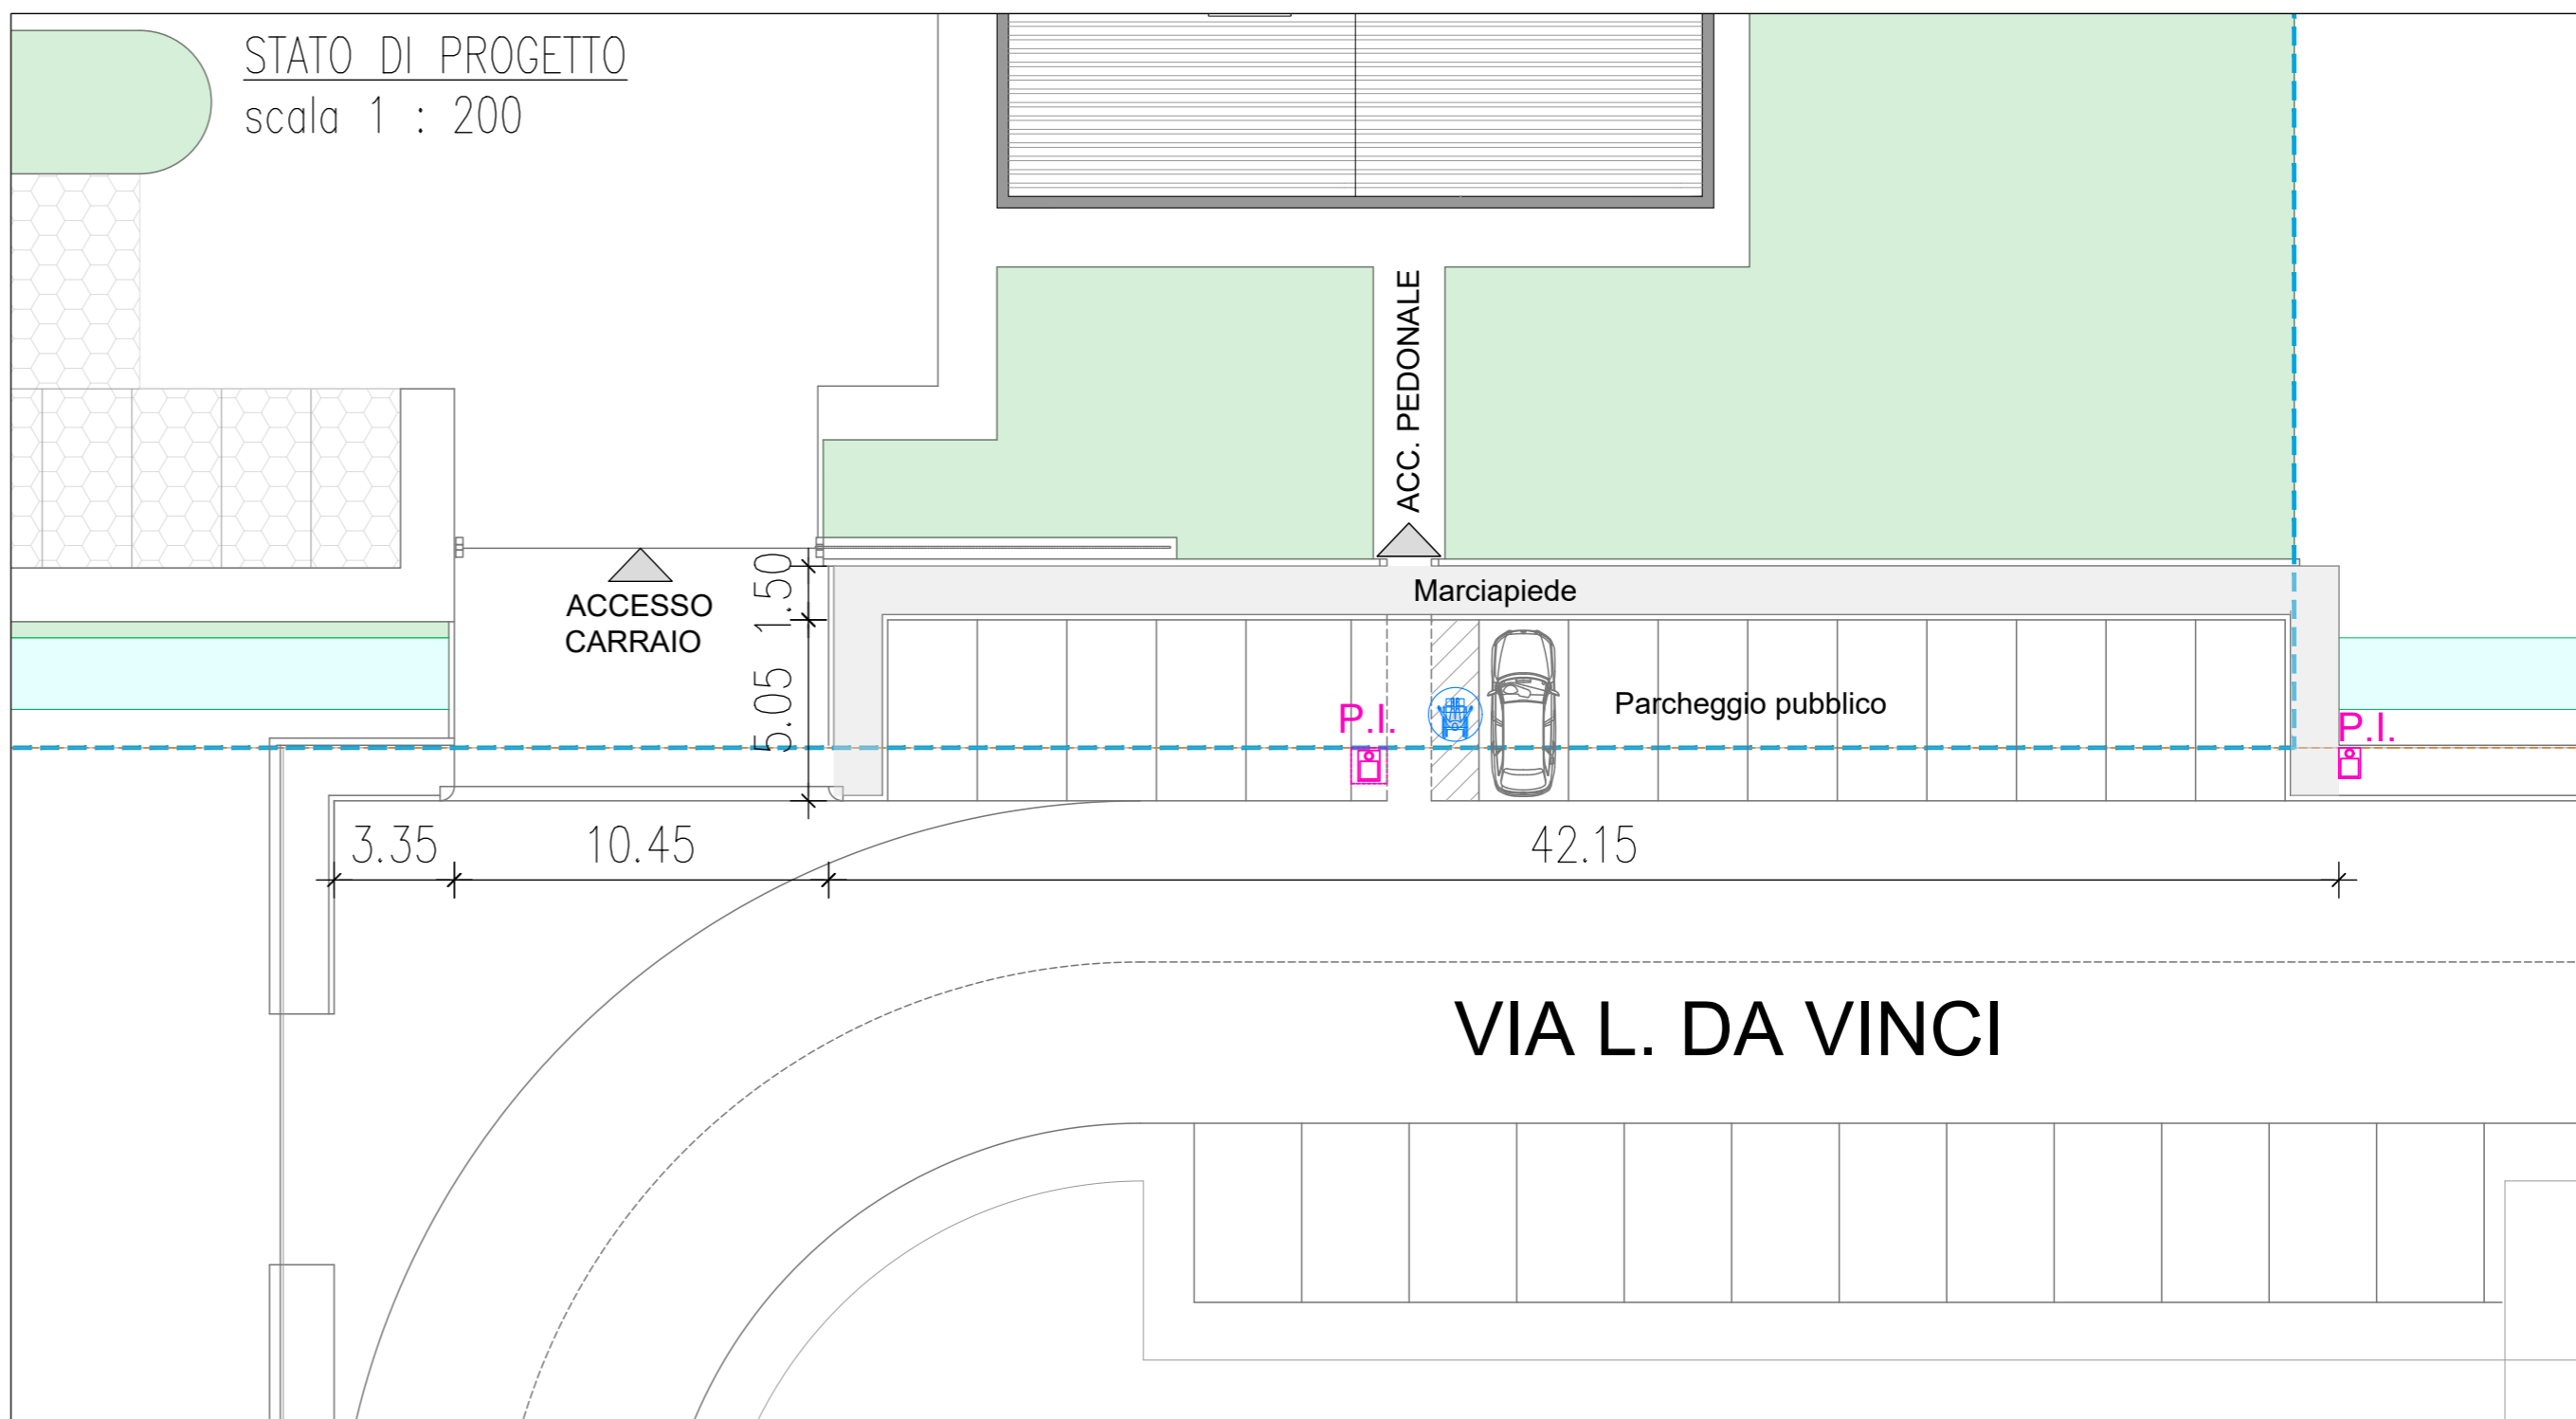 STATO DI PROGETTO
scala 1 : 200
ACC. PEDONALE
ACCESSO
CARRAIO
1.50
Marciapiede
5.05
Parcheggio pubblico
P.I.
P.I.
3.35
10.45
42.15
VIA L. DA VINCI